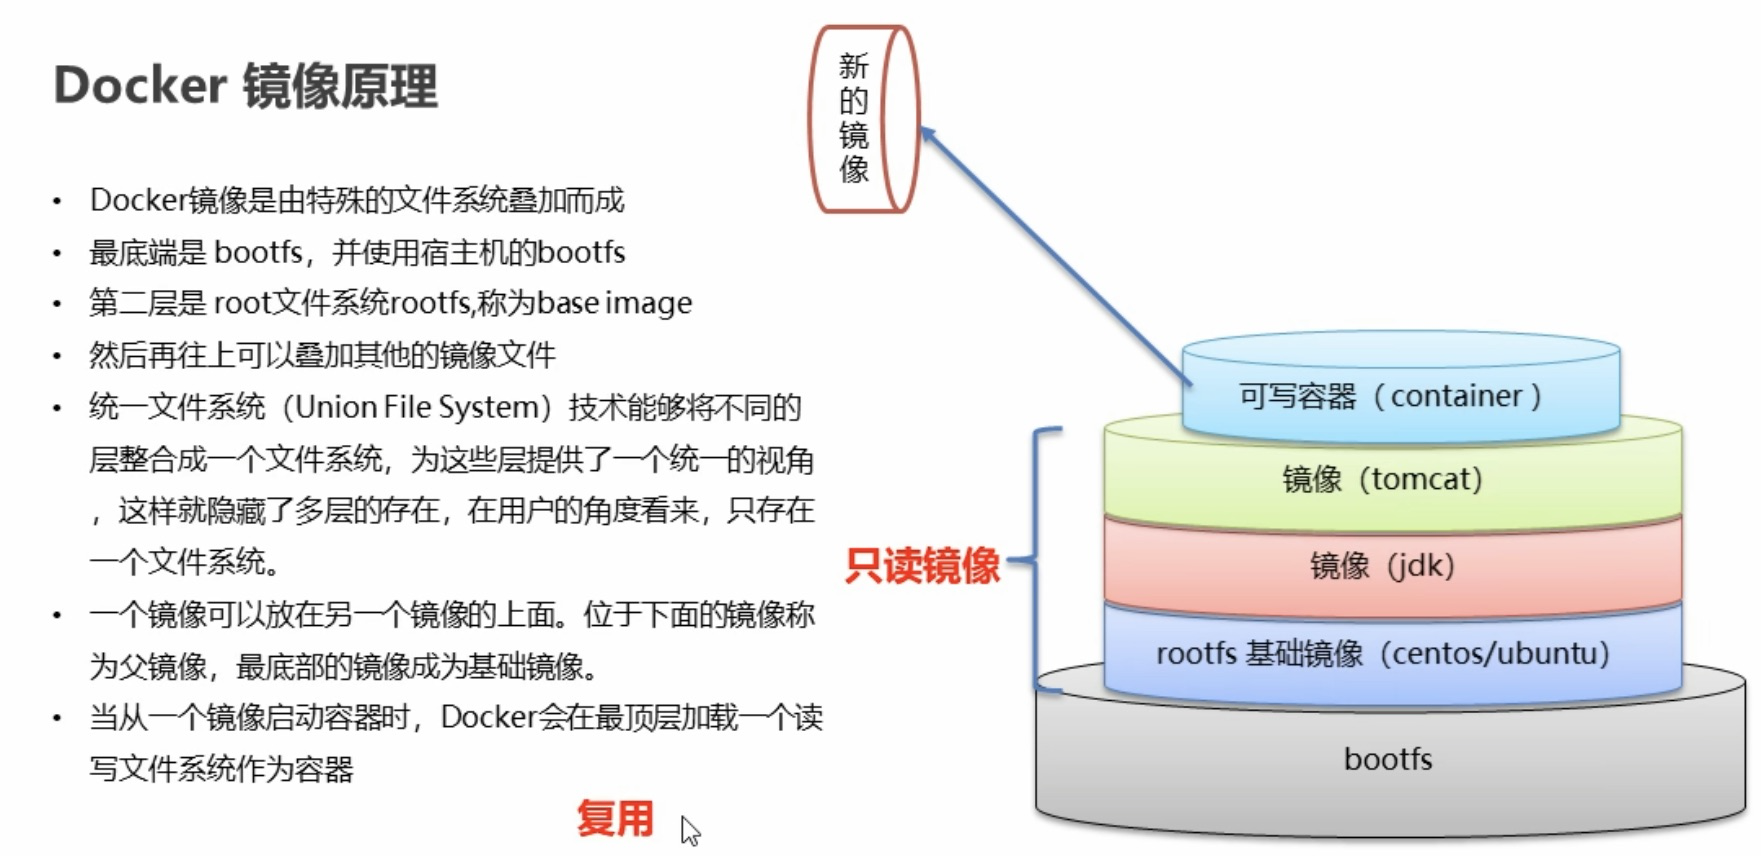 Docker 镜像原理
• Docker镜像是由特殊的文件系统叠加而成
• 最底端是 bootfs，并使用宿主机的bootfs
• 第二层是 root文件系统rootfs,称为base image
• 然后再往上可以叠加其他的镜像文件
• 统一文件系统（Union File System）技术能够将不同的
层整合成一个文件系统，为这些层提供了一个统一的视角
，这样就隐藏了多层的存在，在用户的角度看来，只存在
一个文件系统。
• 一个镜像可以放在另一个镜像的上面。位于下面的镜像称
为父镜像，最底部的镜像成为基础镜像。
• 当从一个镜像启动容器时，Docker会在最顶层加载一个读
写文件系统作为容器
复用
新的镜像
可写容器（container ）
镜像（tomcat）
镜像（jdk）
只读镜像
rootfs 基础镜像（centos/ubuntu）
bootfs